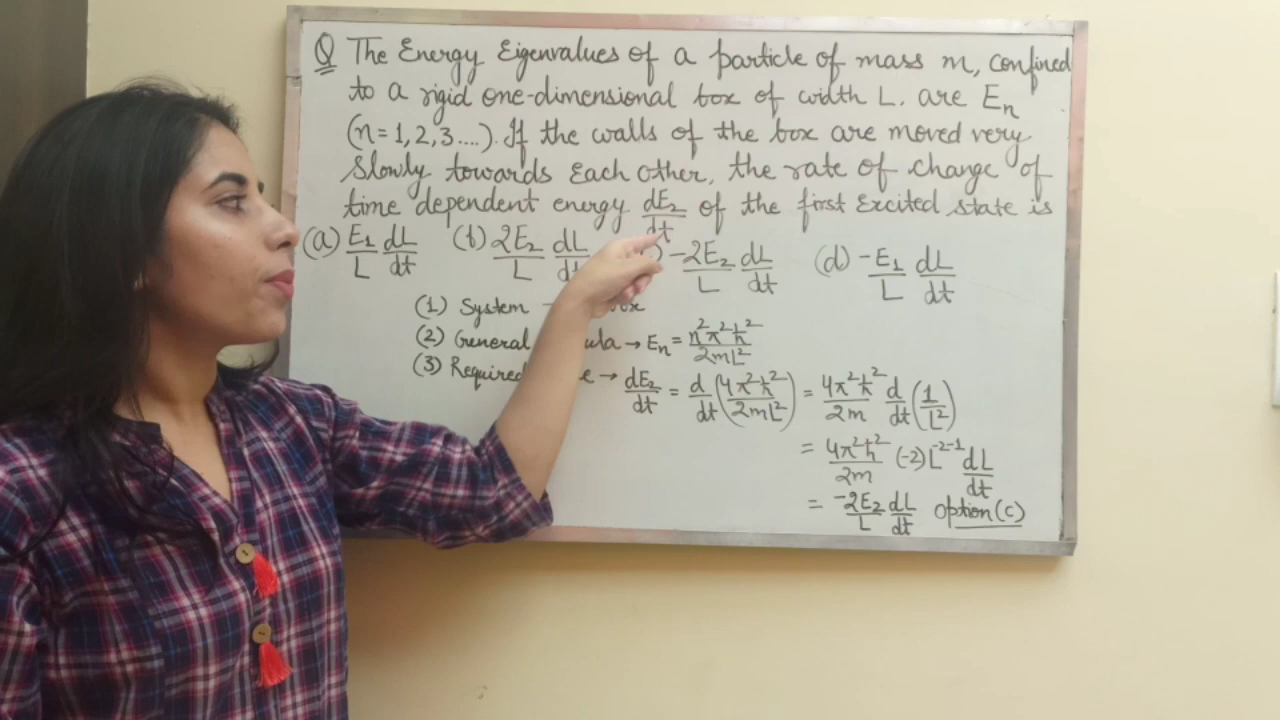 Q The Energy Eigenvalues of a particle of mass m, confined
to a rigid one-dimensional box of width L. are Eₙ
(n = 1, 2, 3 ....). If the walls of the box are moved very
slowly towards Each other, the rate of change of
time dependent energy dE₂/dt of the first Excited state is
(a) E₁/L dL/dt (b) 2E₂/L dL/dt -2E₂/L dL/dt (d) -E₁/L dL/dt
(1) System
(2) General → Eₙ = n²π²ħ²/2mL²
(3) Required → dE₂/dt = d/dt (4π²ħ²/2mL²) = 4π²ħ²/2m d/dt (1/L²)
= 4π²ħ²/2m (-2) L⁻²⁻¹ dL/dt
= -2E₂/L dL/dt option (c)